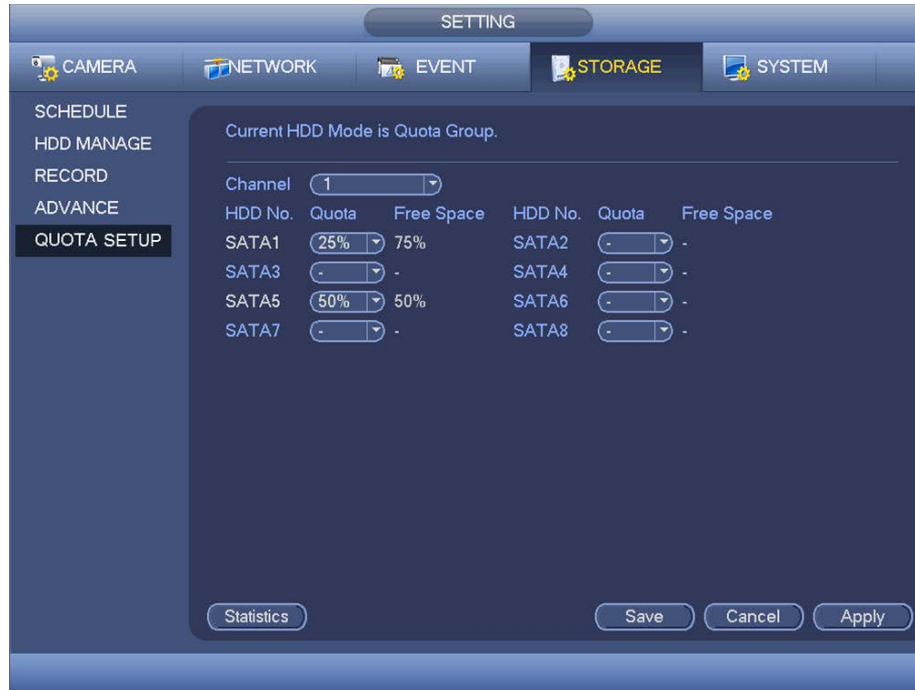 SETTING
CAMERA NETWORK EVENT STORAGE SYSTEM
SCHEDULE
HDD MANAGE
RECORD
ADVANCE
QUOTA SETUP
Current HDD Mode is Quota Group.
Channel 1
HDD No. Quota Free Space HDD No. Quota Free Space
SATA1 25% 75% SATA2 - -
SATA3 - - SATA4 - -
SATA5 50% 50% SATA6 - -
SATA7 - - SATA8 - -
Statistics Save Cancel Apply